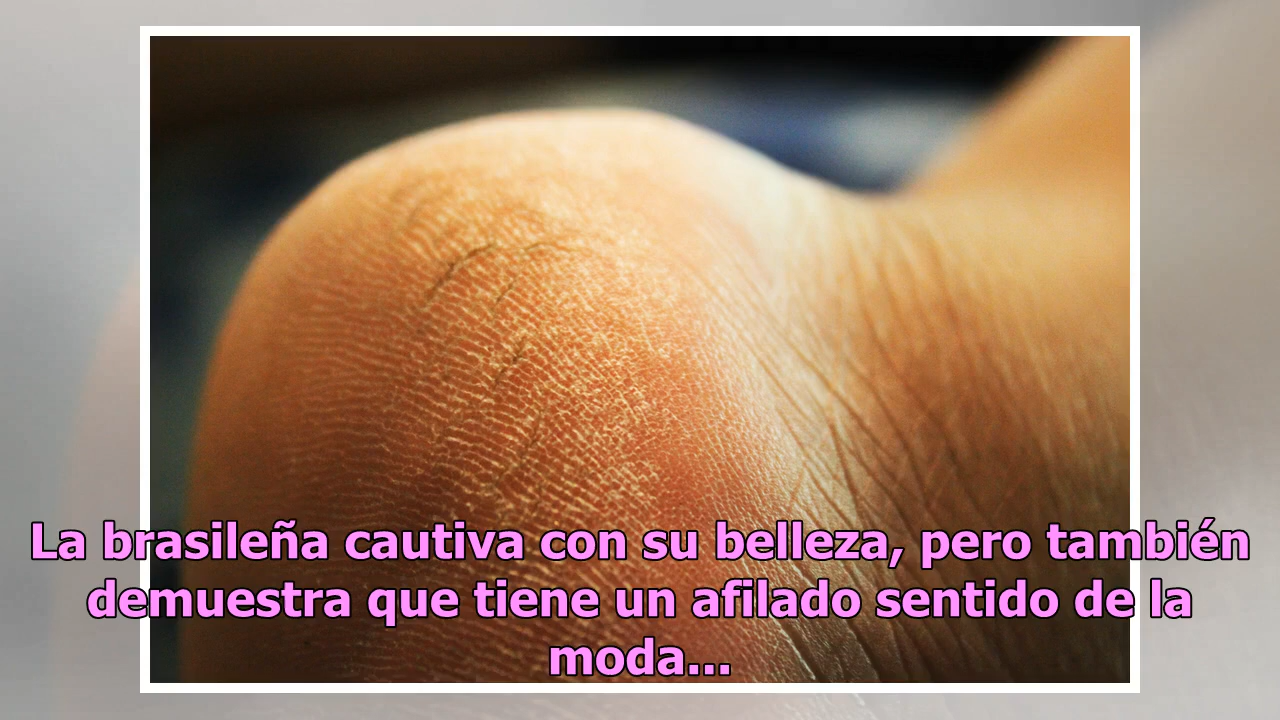 La brasileña cautiva con su belleza, pero también
demuestra que tiene un afilado sentido de la
moda...